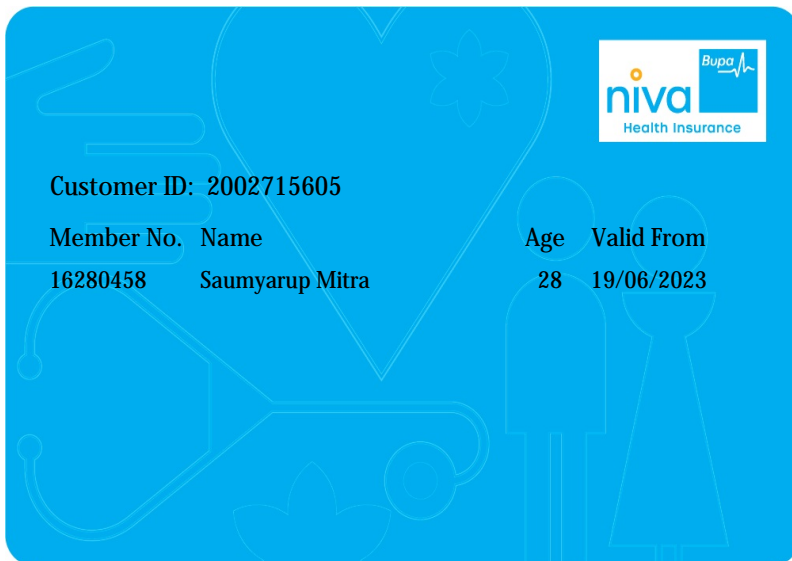 Bupa
niva
Health Insurance
Customer ID: 2002715605
Member No. Name Age Valid From
16280458 Saumyarup Mitra 28 19/06/2023